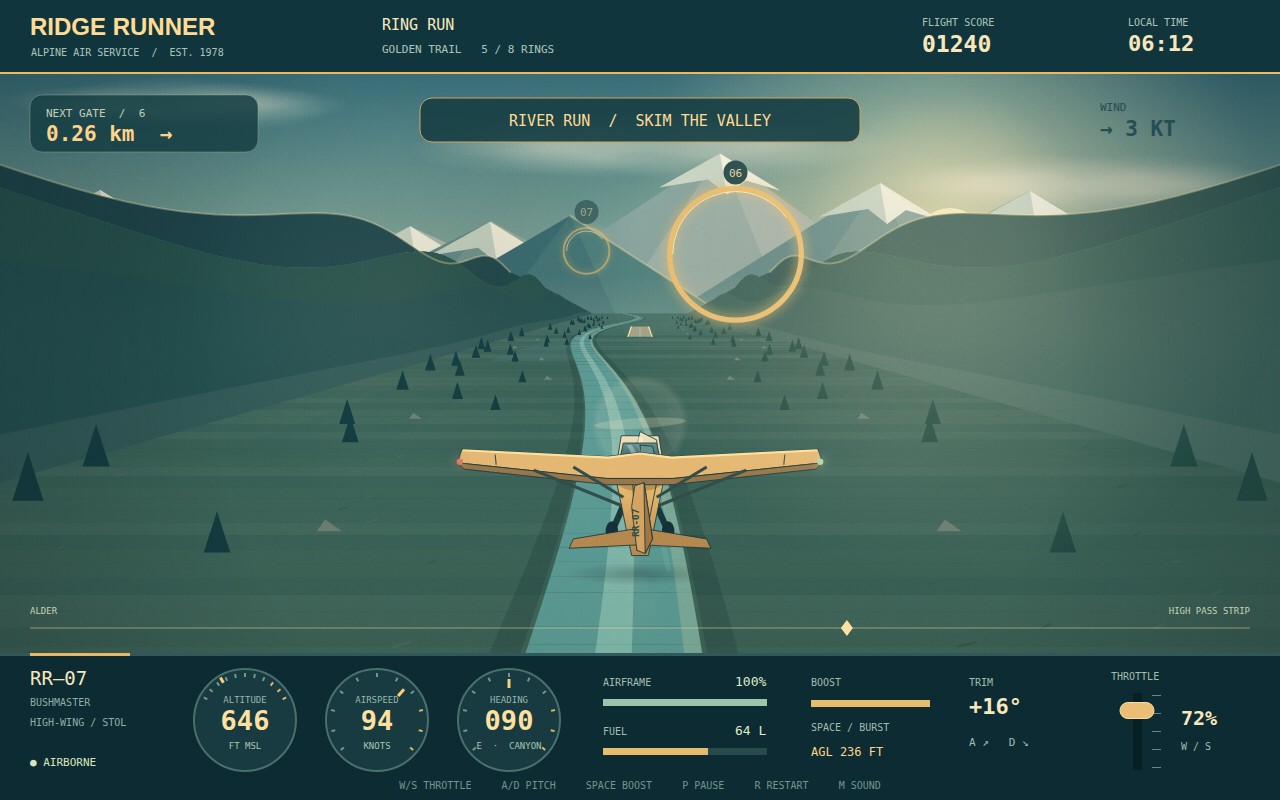 RIDGE RUNNER
ALPINE AIR SERVICE / EST. 1978
RING RUN
GOLDEN TRAIL 5 / 8 RINGS
FLIGHT SCORE
01240
LOCAL TIME
06:12
NEXT GATE / 6
0.26 km →
RIVER RUN / SKIM THE VALLEY
WIND
→ 3 KT
06
07
RR-07
ALDER
HIGH PASS STRIP
RR—07
BUSHMASTER
HIGH-WING / STOL
● AIRBORNE
ALTITUDE
646
FT MSL
AIRSPEED
94
KNOTS
HEADING
090
E · CANYON
AIRFRAME 100%
FUEL 64 L
BOOST
SPACE / BURST
AGL 236 FT
TRIM
+16°
A ↗ D ↘
THROTTLE
72%
W / S
W/S THROTTLE A/D PITCH SPACE BOOST P PAUSE R RESTART M SOUND